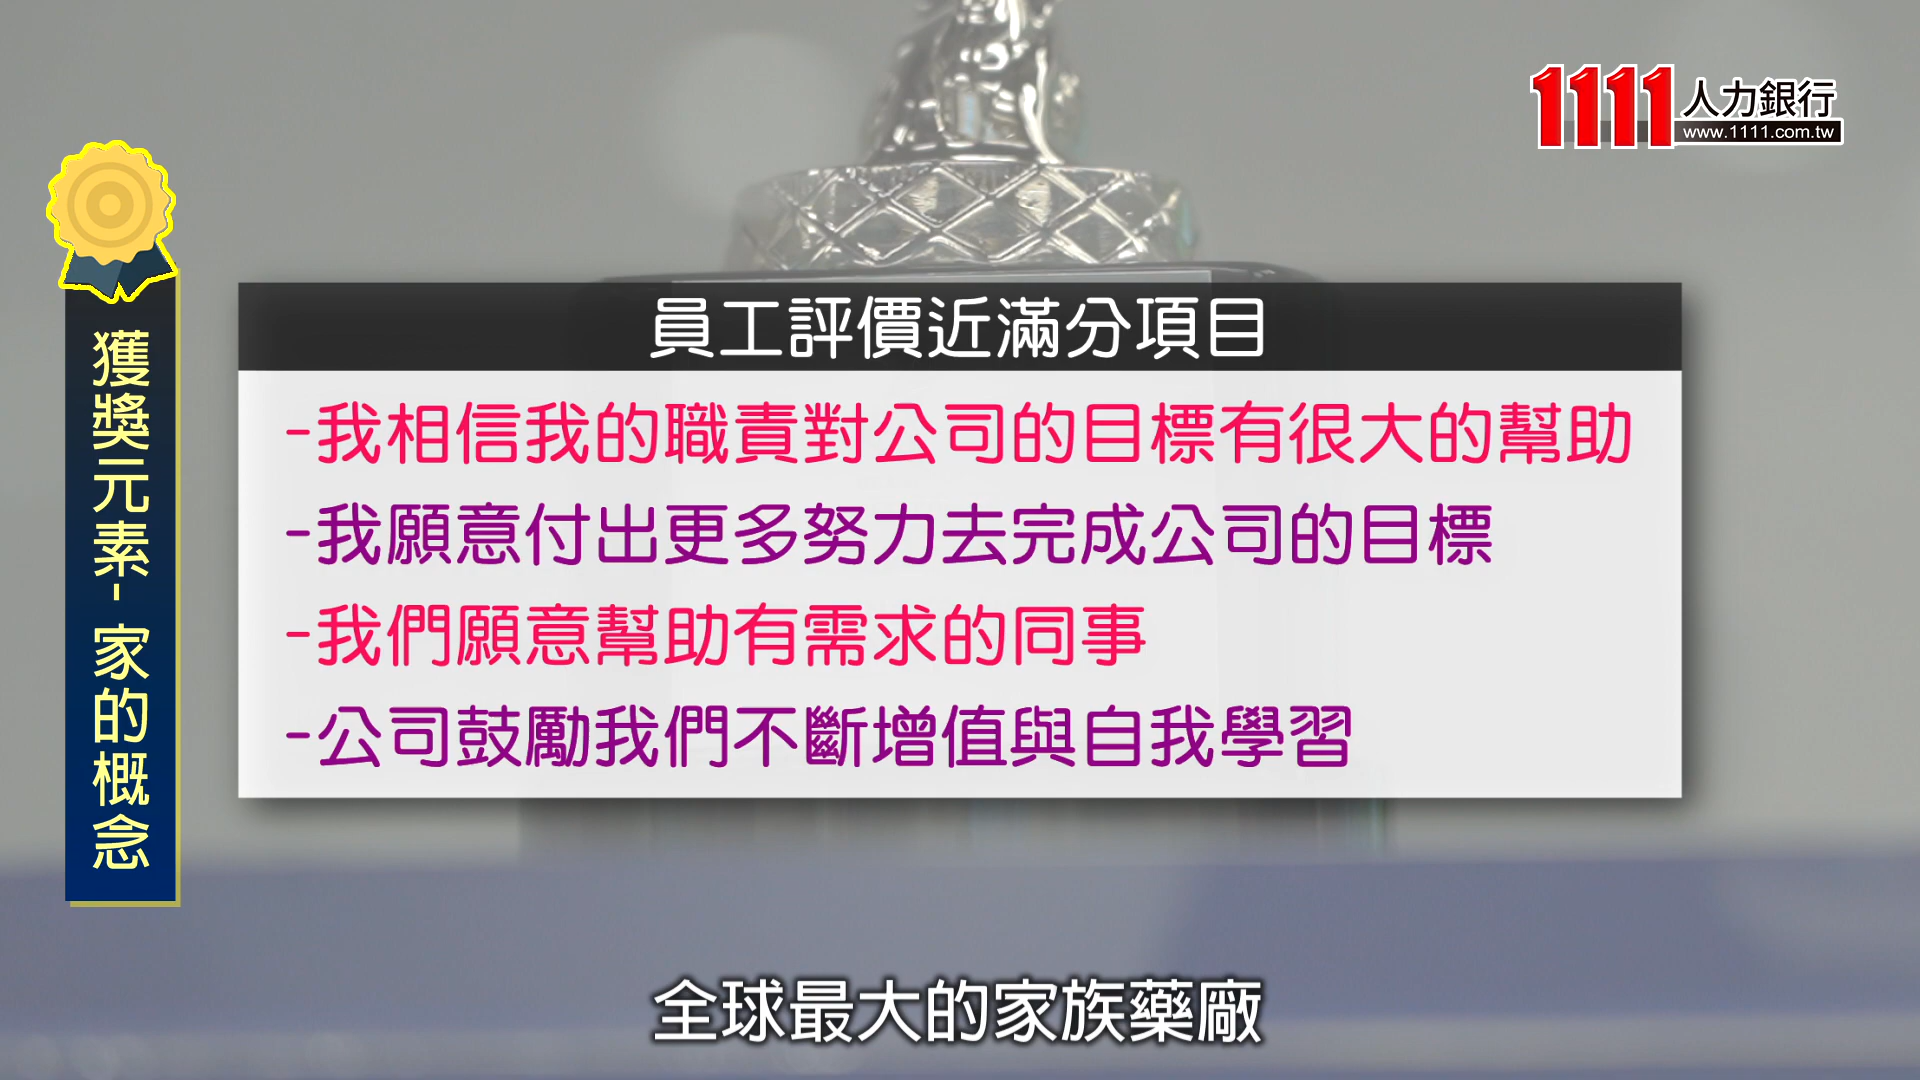 1111人力銀行
www.1111.com.tw
獲獎元素- 家的概念
員工評價近滿分項目
-我相信我的職責對公司的目標有很大的幫助
-我願意付出更多努力去完成公司的目標
-我們願意幫助有需求的同事
-公司鼓勵我們不斷增值與自我學習
全球最大的家族藥廠